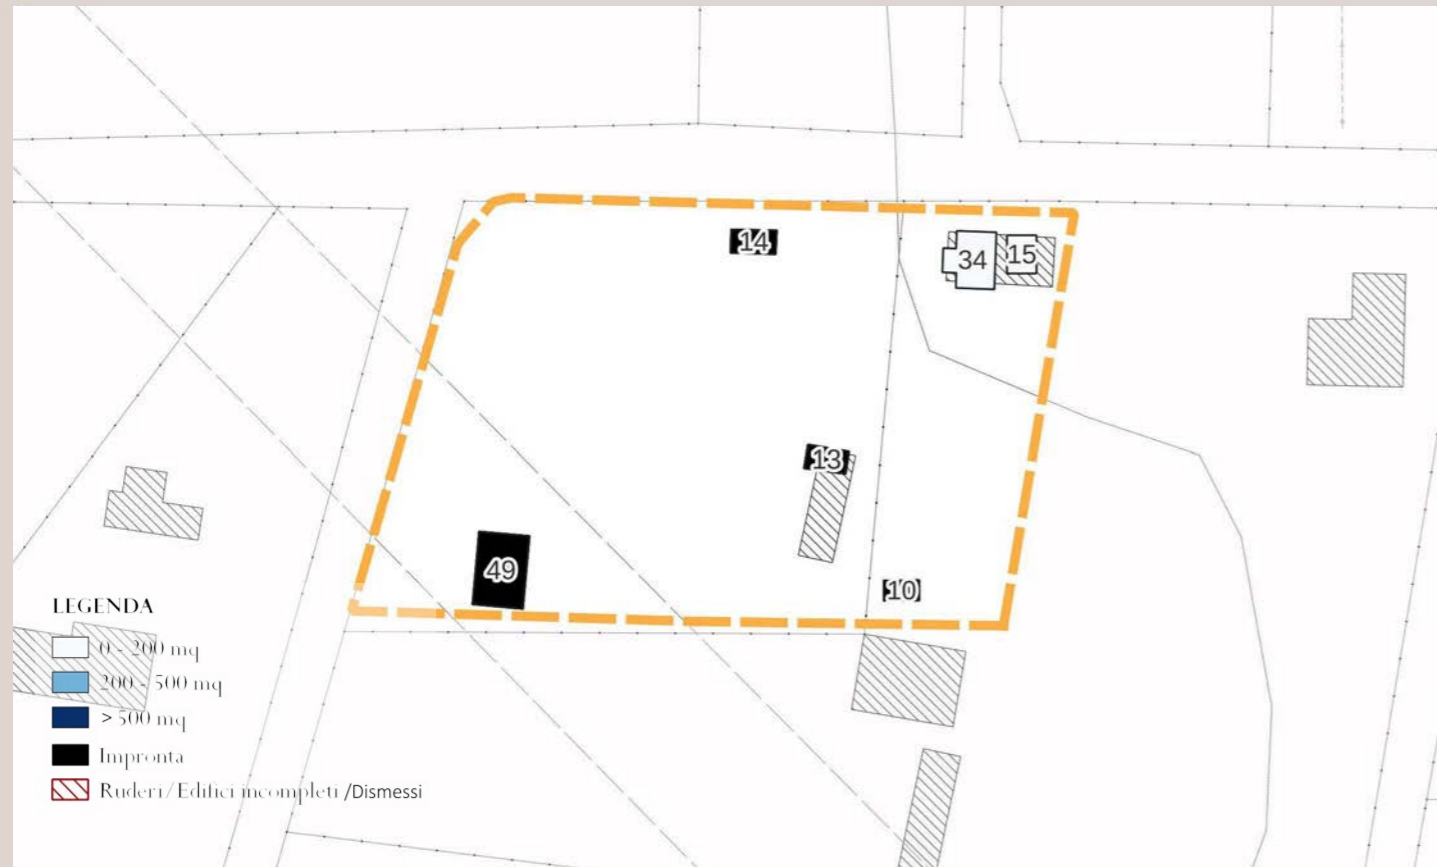 14
34
15
13
49
10
LEGENDA
0 - 200 mq
200 - 500 mq
> 500 mq
Impronta
Ruderi/Edifici incompleti /Dismessi